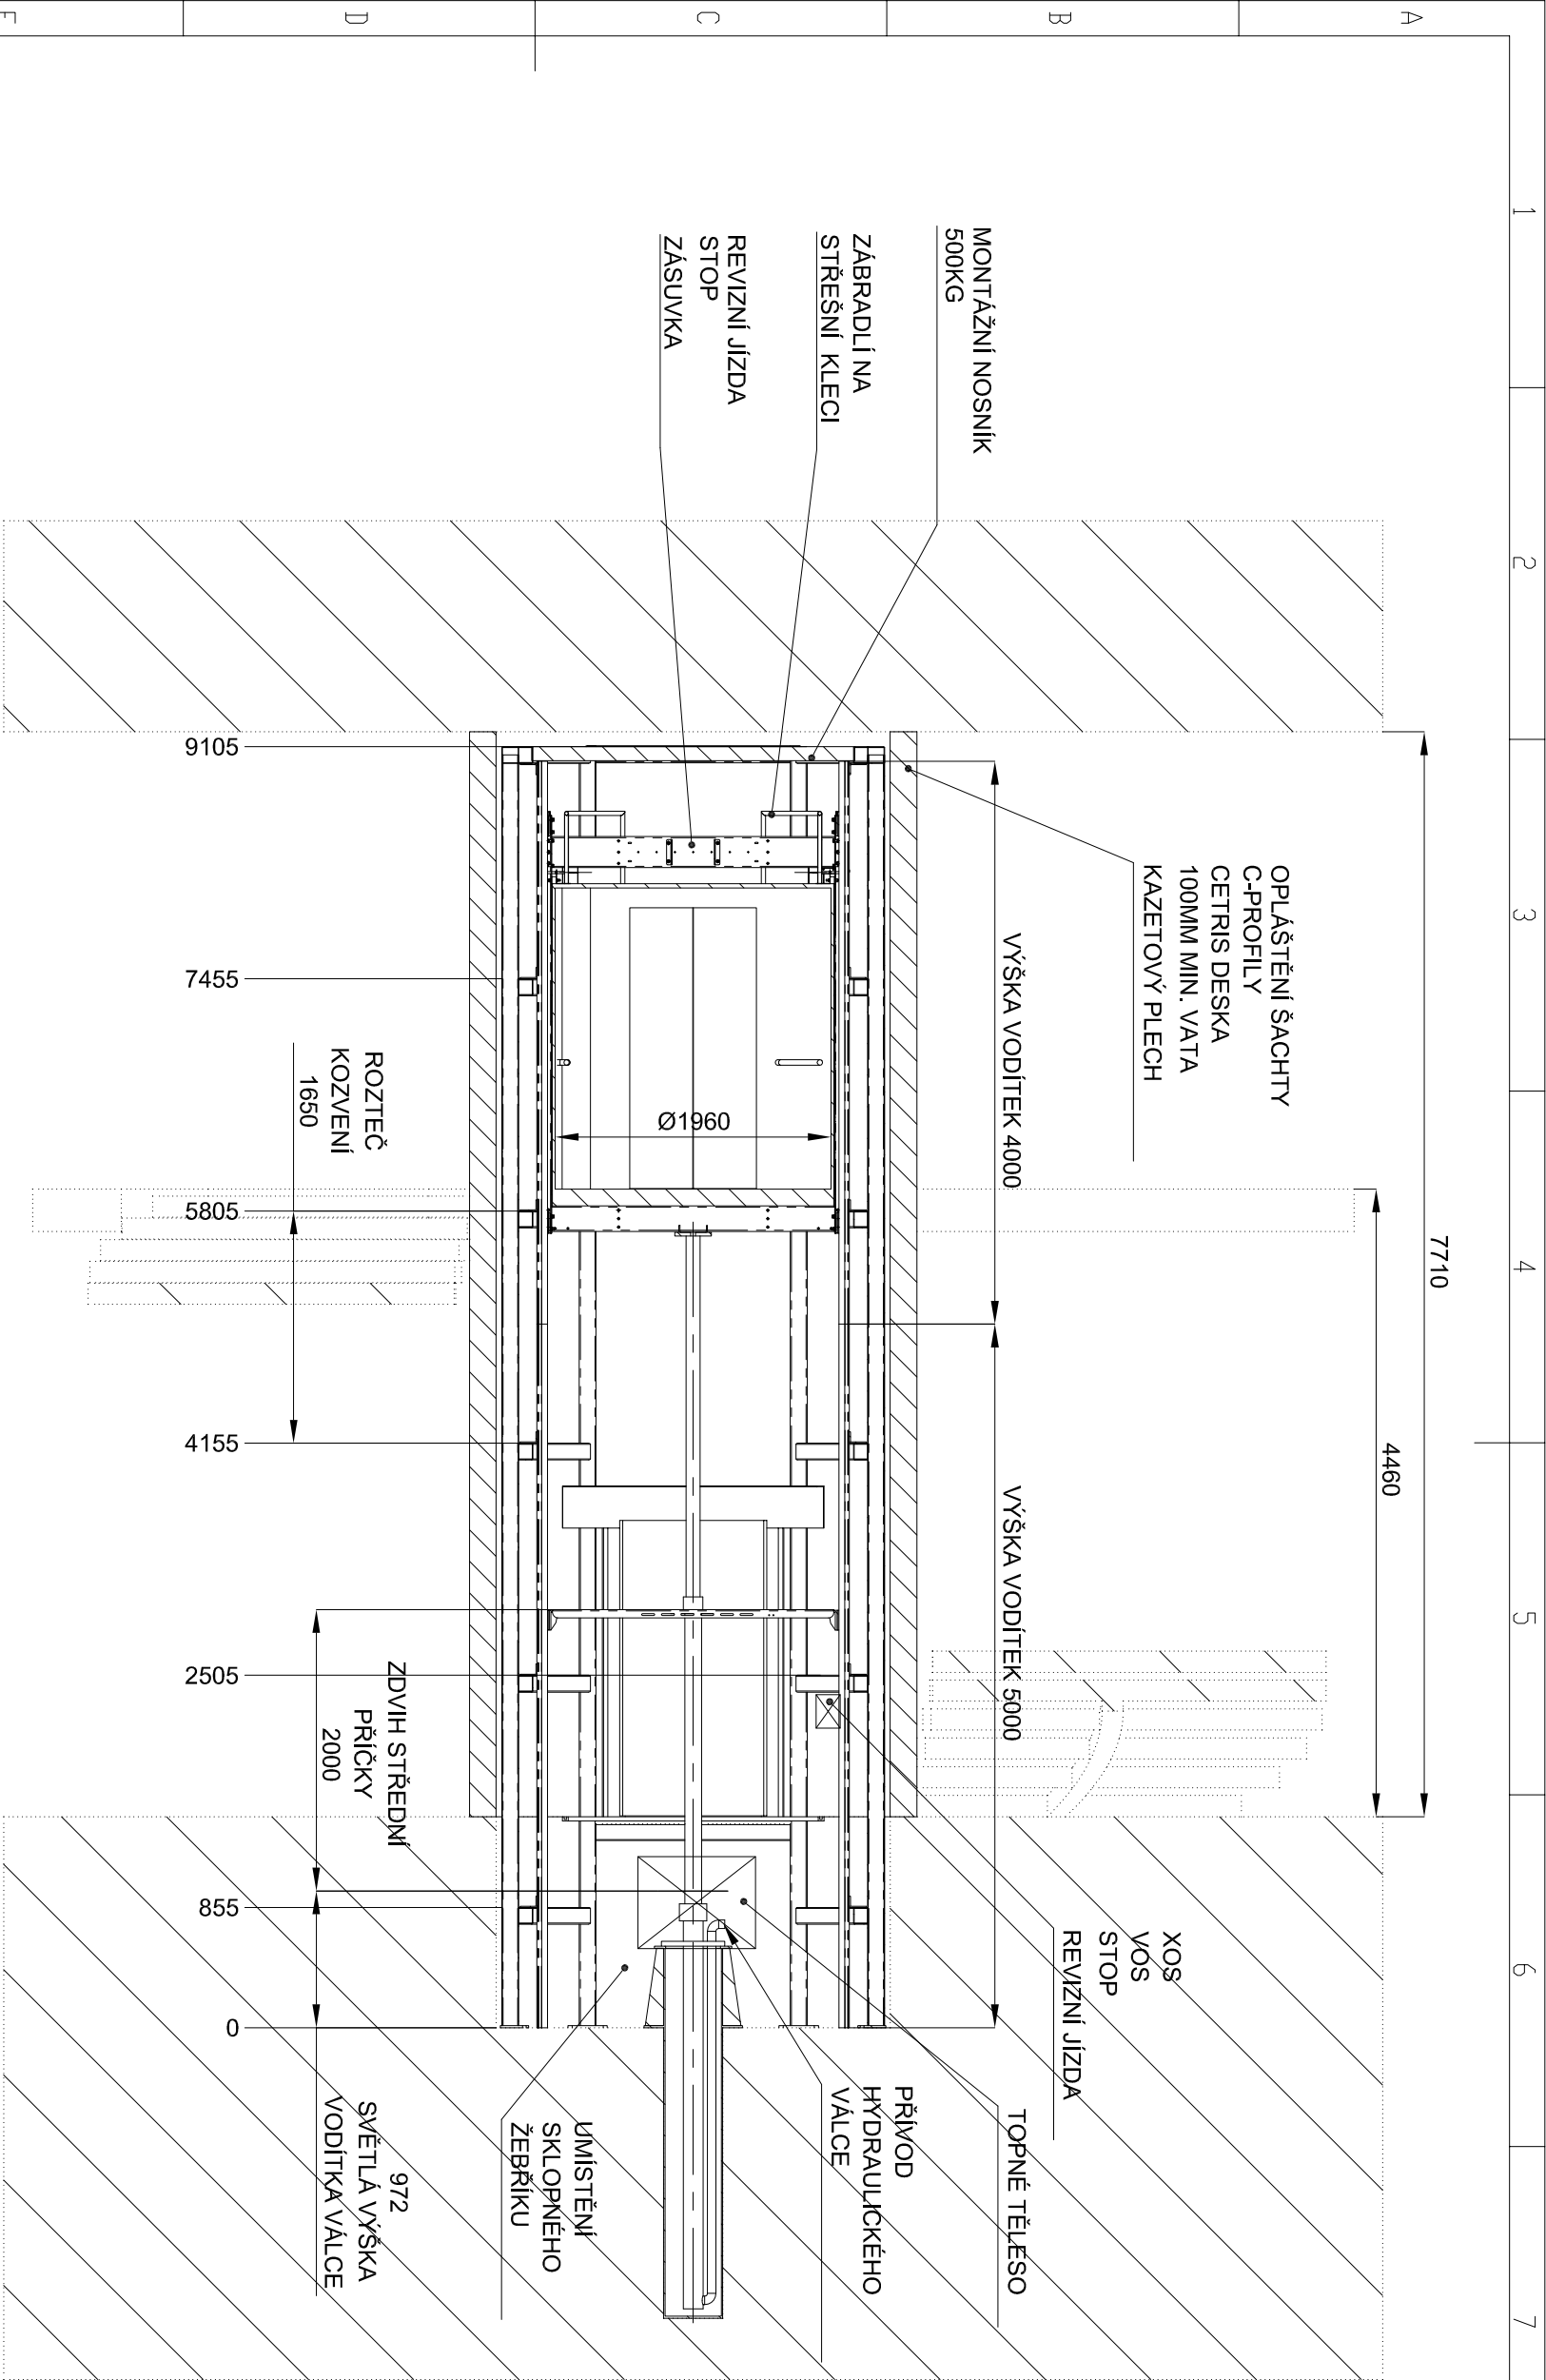 1
2
3
4
5
6
7
A
B
C
D
F
7710
4460
OPLÁŠTĚNÍ ŠACHTY
C-PROFILY
CETRIS DESKA
100MM MIN. VATA
KAZETOVÝ PLECH
MONTÁŽNÍ NOSNÍK
500KG
ZÁBRADLÍ NA
STŘEŠNÍ KLECI
REVIZNÍ JÍZDA
STOP
ZÁSUVKA
VÝŠKA VODÍTEK 4000
VÝŠKA VODÍTEK 5000
Ø1960
XOS
VOS
STOP
REVIZNÍ JÍZDA
TOPNÉ TĚLESO
PŘÍVOD
HYDRAULICKÉHO
VÁLCE
UMÍSTĚNÍ
SKLOPNÉHO
ŽEBŘÍKU
ROZTEČ
KOZVENÍ
1650
ZDVIH STŘEDNÍ
PŘÍČKY
2000
972
SVĚTLÁ VÝŠKA
VODÍTKA VÁLCE
9105
7455
5805
4155
2505
855
0